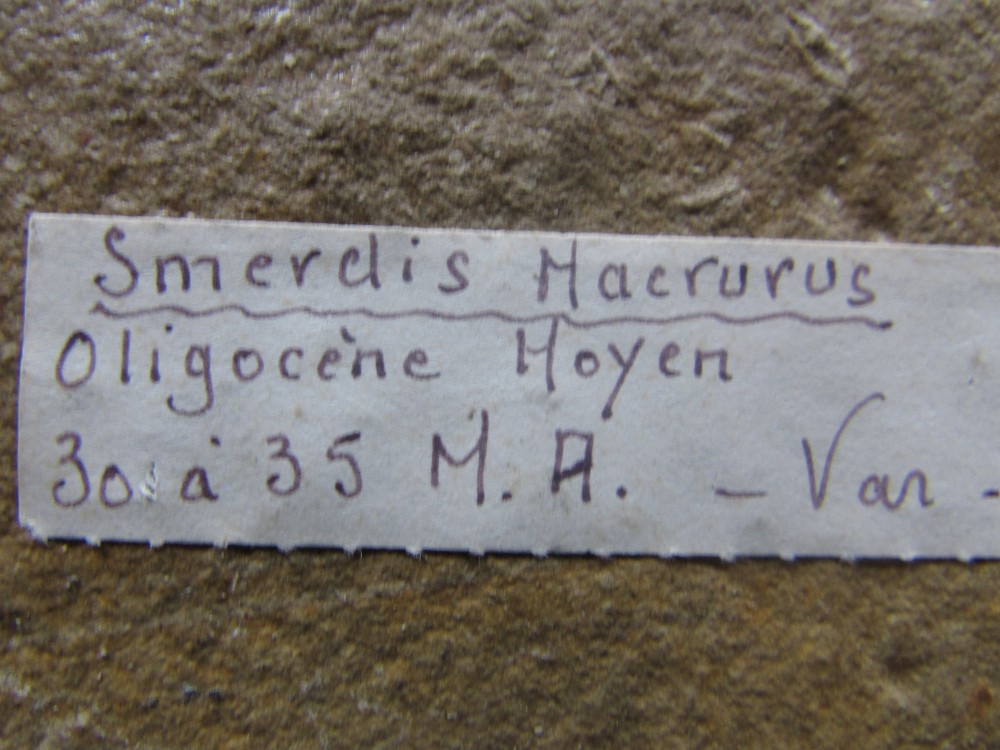 Smerdis Macrurus
Oligocène Moyen
30 à 35 M.A. - Var -